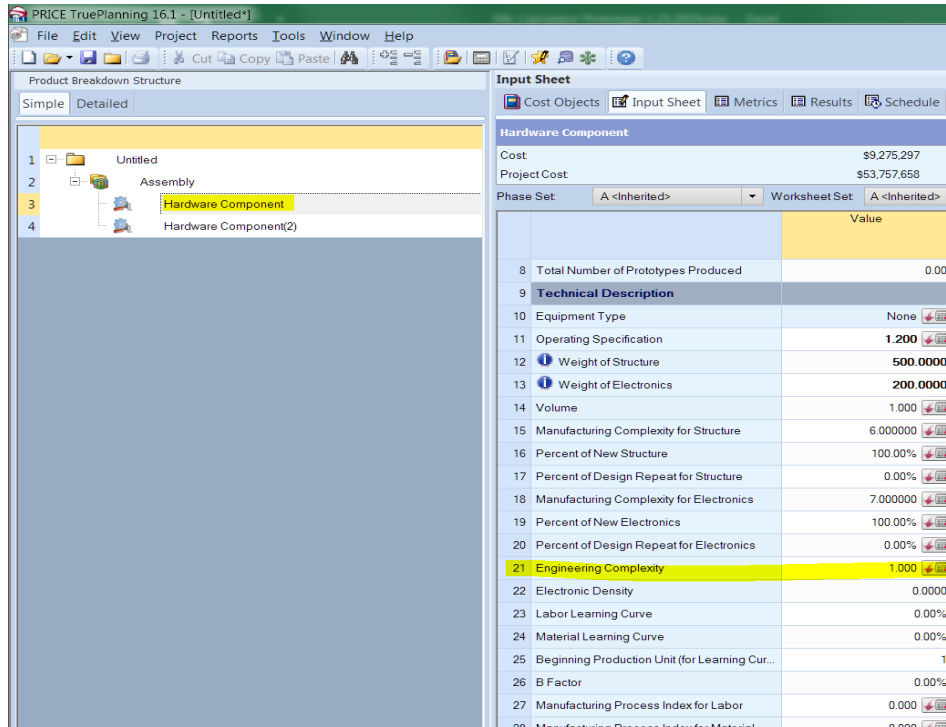 PRICE TruePlanning 16.1 - [Untitled*]
File Edit View Project Reports Tools Window Help
Cut Copy Paste
Product Breakdown Structure
Simple Detailed
1 Untitled
2 Assembly
3 Hardware Component
4 Hardware Component(2)
Input Sheet
Cost Objects Input Sheet Metrics Results Schedule
Hardware Component
Cost: $9,275,297
Project Cost: $53,757,658
Phase Set: A <Inherited> Worksheet Set: A <Inherited>
Value
8 Total Number of Prototypes Produced 0.00
9 Technical Description
10 Equipment Type None
11 Operating Specification 1.200
12 Weight of Structure 500.0000
13 Weight of Electronics 200.0000
14 Volume 1.000
15 Manufacturing Complexity for Structure 6.000000
16 Percent of New Structure 100.00%
17 Percent of Design Repeat for Structure 0.00%
18 Manufacturing Complexity for Electronics 7.000000
19 Percent of New Electronics 100.00%
20 Percent of Design Repeat for Electronics 0.00%
21 Engineering Complexity 1.000
22 Electronic Density 0.0000
23 Labor Learning Curve 0.00%
24 Material Learning Curve 0.00%
25 Beginning Production Unit (for Learning Cur... 1
26 B Factor 0.00%
27 Manufacturing Process Index for Labor 0.000